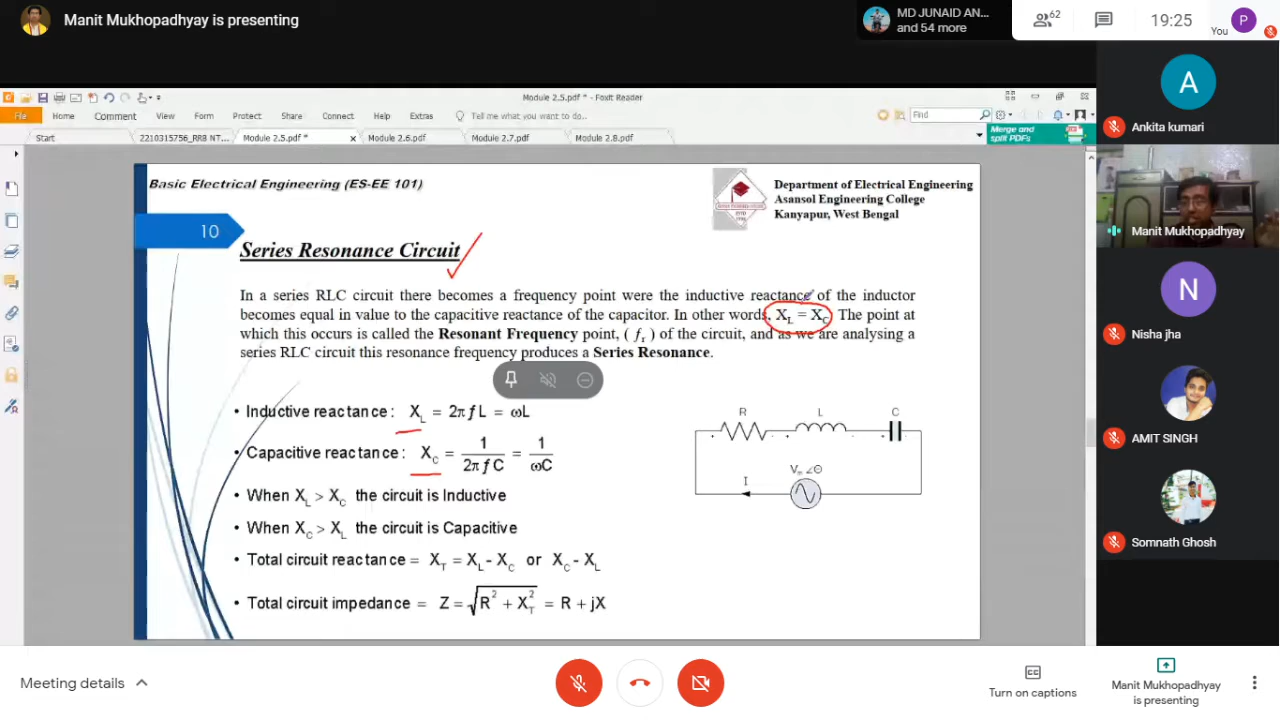 Manit Mukhopadhyay is presenting
MD JUNAID AN...
and 54 more
62
19:25
You
P
Module 2.5.pdf * - Foxit Reader
File Home Comment View Form Protect Share Connect Help Extras Tell me what you want to do..
Find
Start 2210315756_RRB NT... Module 2.5.pdf * Module 2.6.pdf Module 2.7.pdf Module 2.8.pdf
Merge and
split PDFs
Basic Electrical Engineering (ES-EE 101)
Department of Electrical Engineering
Asansol Engineering College
Kanyapur, West Bengal
10
Series Resonance Circuit
In a series RLC circuit there becomes a frequency point were the inductive reactance of the inductor
becomes equal in value to the capacitive reactance of the capacitor. In other words, XL = XC. The point at
which this occurs is called the Resonant Frequency point, ( fr ) of the circuit, and as we are analysing a
series RLC circuit this resonance frequency produces a Series Resonance.
• Inductive reactance : XL = 2π f L = ωL
• Capacitive reactance : XC = 1/(2π f C) = 1/(ωC)
• When XL > XC the circuit is Inductive
• When XC > XL the circuit is Capacitive
• Total circuit reactance = XT = XL - XC or XC - XL
• Total circuit impedance = Z = √(R² + XT²) = R + jX
R L C
Vm ∠Θ
I
A
Ankita kumari
Manit Mukhopadhyay
N
Nisha jha
AMIT SINGH
Somnath Ghosh
Meeting details
Turn on captions
Manit Mukhopadhyay
is presenting